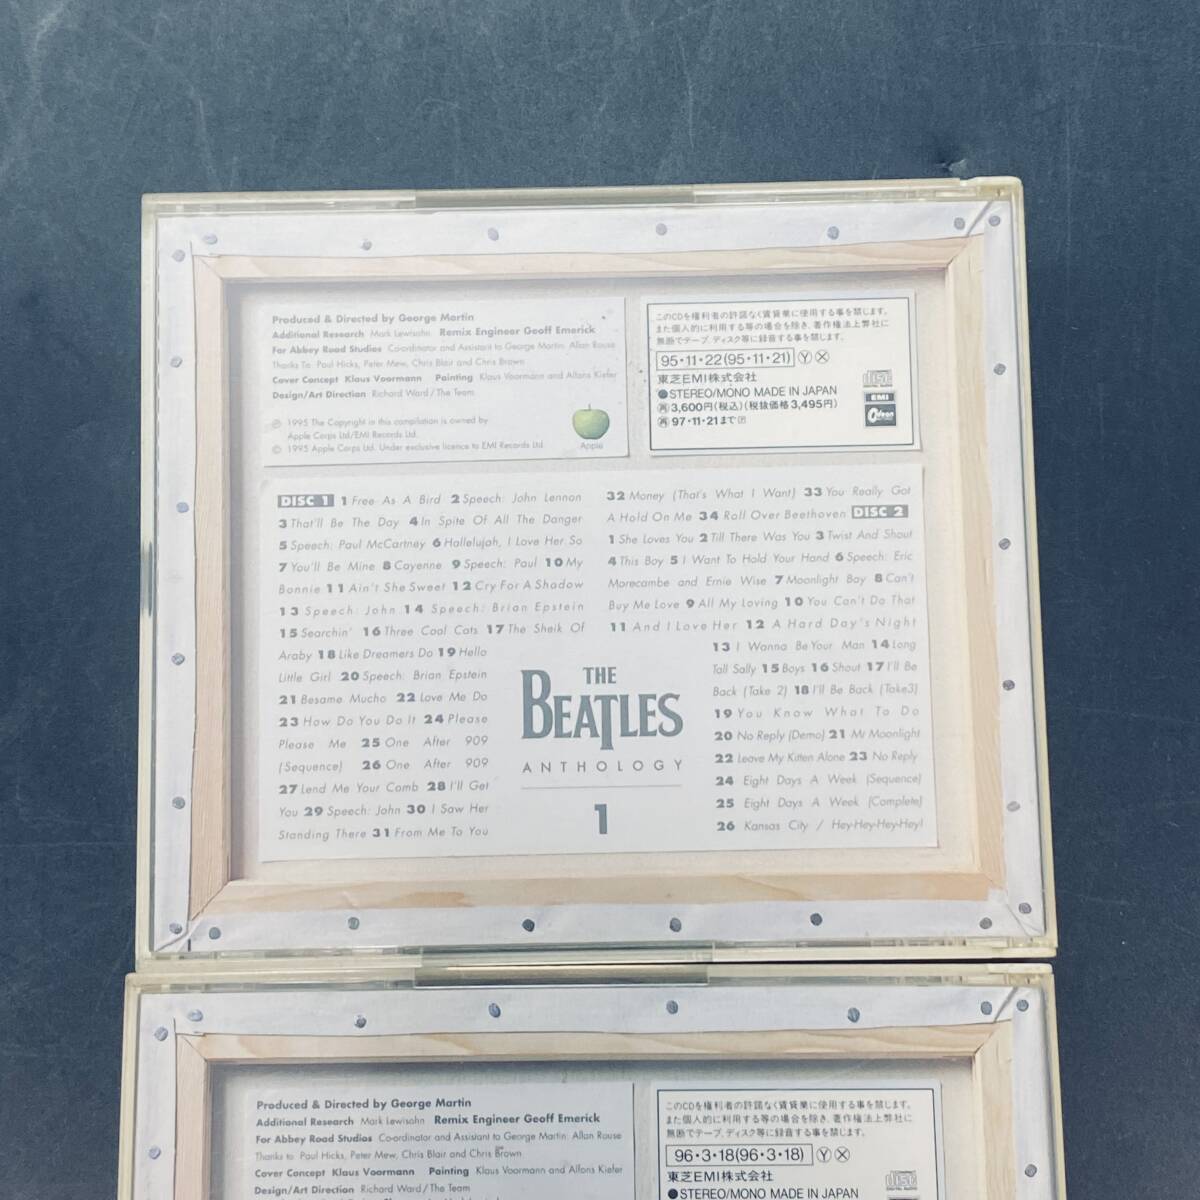 Produced & Directed by George Martin
Additional Research Mark Lewisohn Remix Engineer Geoff Emerick
For Abbey Road Studios Co-ordinator and Assistant to George Martin: Allan Rouse
Thanks To: Paul Hicks, Peter Mew, Chris Blair and Chris Brown
Cover Concept Klaus Voormann Painting Klaus Voormann and Alfons Kiefer
Design/Art Direction Richard Ward/The Team
Ⓟ 1995 The Copyright in this compilation is owned by
Apple Corps Ltd/EMI Records Ltd.
© 1995 Apple Corps Ltd. Under exclusive licence to EMI Records Ltd.
Apple
このCDを権利者の許諾なく賃貸業に使用する事を禁じます。
また個人的に利用する等の場合を除き、著作権法上弊社に
無断でテープ、ディスク等に録音する事を禁じます。
95・11・22(95・11・21) Ⓨ Ⓧ
東芝EMI株式会社
●STEREO/MONO MADE IN JAPAN
㊢3,600円(税込)(税抜価格3,495円)
97・11・21まで
disc
EMI
Odeon
DISC 1 1 Free As A Bird 2 Speech: John Lennon
3 That'll Be The Day 4 In Spite Of All The Danger
5 Speech: Paul McCartney 6 Hallelujah, I Love Her So
7 You'll Be Mine 8 Cayenne 9 Speech: Paul 10 My
Bonnie 11 Ain't She Sweet 12 Cry For A Shadow
13 Speech: John 14 Speech: Brian Epstein
15 Searchin' 16 Three Cool Cats 17 The Sheik Of
Araby 18 Like Dreamers Do 19 Hello
Little Girl 20 Speech: Brian Epstein
21 Besame Mucho 22 Love Me Do
23 How Do You Do It 24 Please
Please Me 25 One After 909
(Sequence) 26 One After 909
27 Lend Me Your Comb 28 I'll Get
You 29 Speech: John 30 I Saw Her
Standing There 31 From Me To You
32 Money (That's What I Want) 33 You Really Got
A Hold On Me 34 Roll Over Beethoven DISC 2
1 She Loves You 2 Till There Was You 3 Twist And Shout
4 This Boy 5 I Want To Hold Your Hand 6 Speech: Eric
Morecambe and Ernie Wise 7 Moonlight Bay 8 Can't
Buy Me Love 9 All My Loving 10 You Can't Do That
11 And I Love Her 12 A Hard Day's Night
13 I Wanna Be Your Man 14 Long
Tall Sally 15 Boys 16 Shout 17 I'll Be
Back (Take 2) 18 I'll Be Back (Take3)
19 You Know What To Do
20 No Reply (Demo) 21 Mr Moonlight
22 Leave My Kitten Alone 23 No Reply
24 Eight Days A Week (Sequence)
25 Eight Days A Week (Complete)
26 Kansas City / Hey-Hey-Hey-Hey!
THE
BEATLES
ANTHOLOGY
1
Produced & Directed by George Martin
Additional Research Mark Lewisohn Remix Engineer Geoff Emerick
For Abbey Road Studios Co-ordinator and Assistant to George Martin: Allan Rouse
Thanks to: Paul Hicks, Peter Mew, Chris Blair and Chris Brown
Cover Concept Klaus Voormann Painting Klaus Voormann and Alfons Kiefer
Design/Art Direction Richard Ward/The Team
このCDを権利者の許諾なく賃貸業に使用する事を禁じます。
また個人的に利用する等の場合を除き、著作権法上弊社に
無断でテープ、ディスク等に録音する事を禁じます。
96・3・18(96・3・18) Ⓨ Ⓧ
東芝EMI株式会社
●STEREO/MONO MADE IN JAPAN
disc